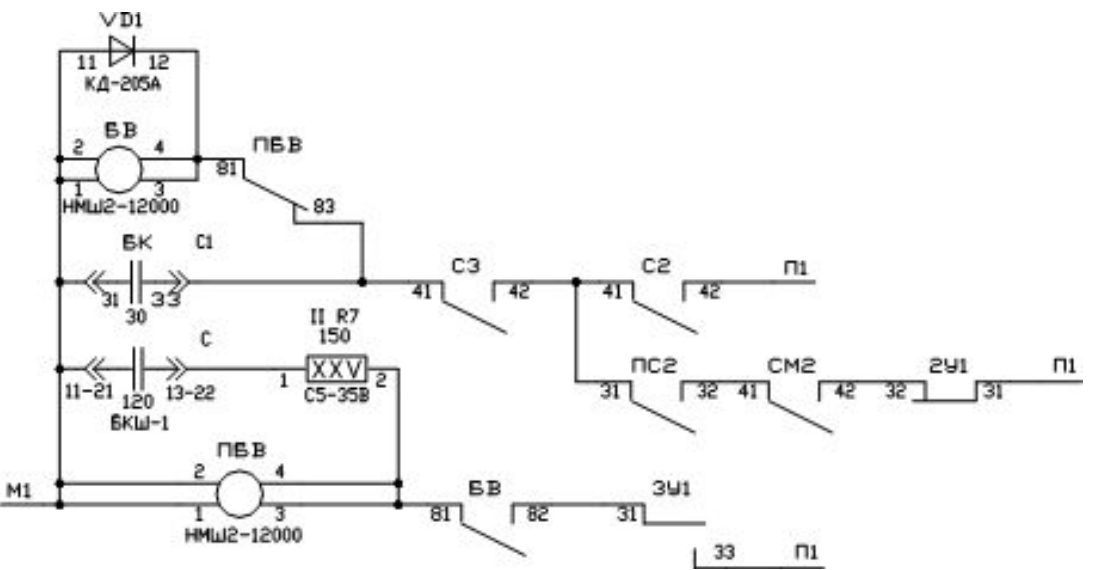 VD1
11 12
КД-205А
БВ
2 4
1 3
НМШ2-12000
ПБВ
81
83
БК С1
31 33
30
С3
41 42
С2
41 42
П1
С
11-21 13-22
120
БКШ-1
II R7
150
1 XXV 2
С5-35В
ПС2
31 32
СМ2
41 42
2У1
32 31
П1
ПБВ
2 4
М1
1 3
НМШ2-12000
БВ
81 82
3У1
31
33 П1